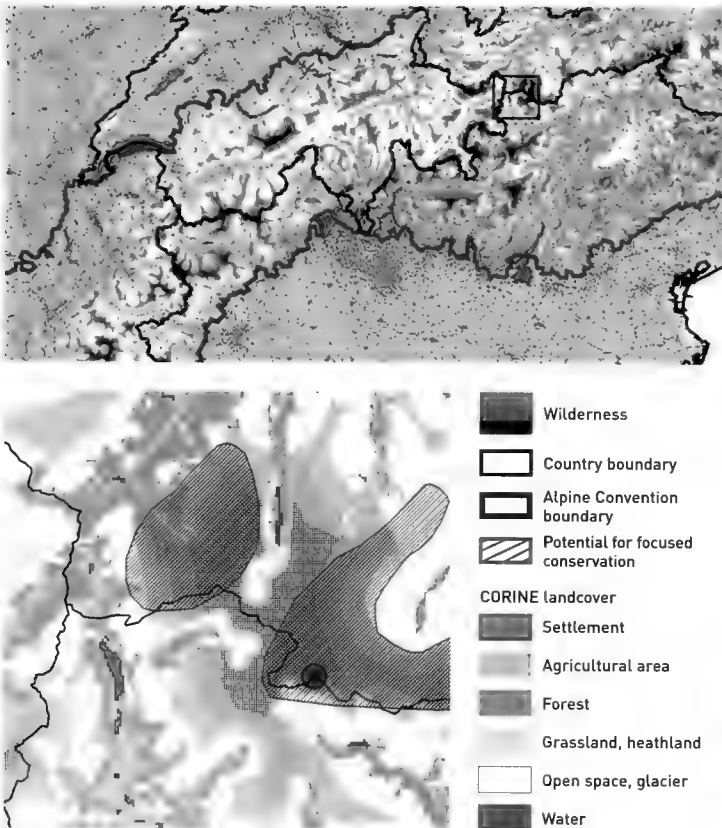 Wilderness
Country boundary
Alpine Convention
boundary
Potential for focused
conservation
CORINE landcover
Settlement
Agricultural area
Forest
Grassland, heathland
Open space, glacier
Water